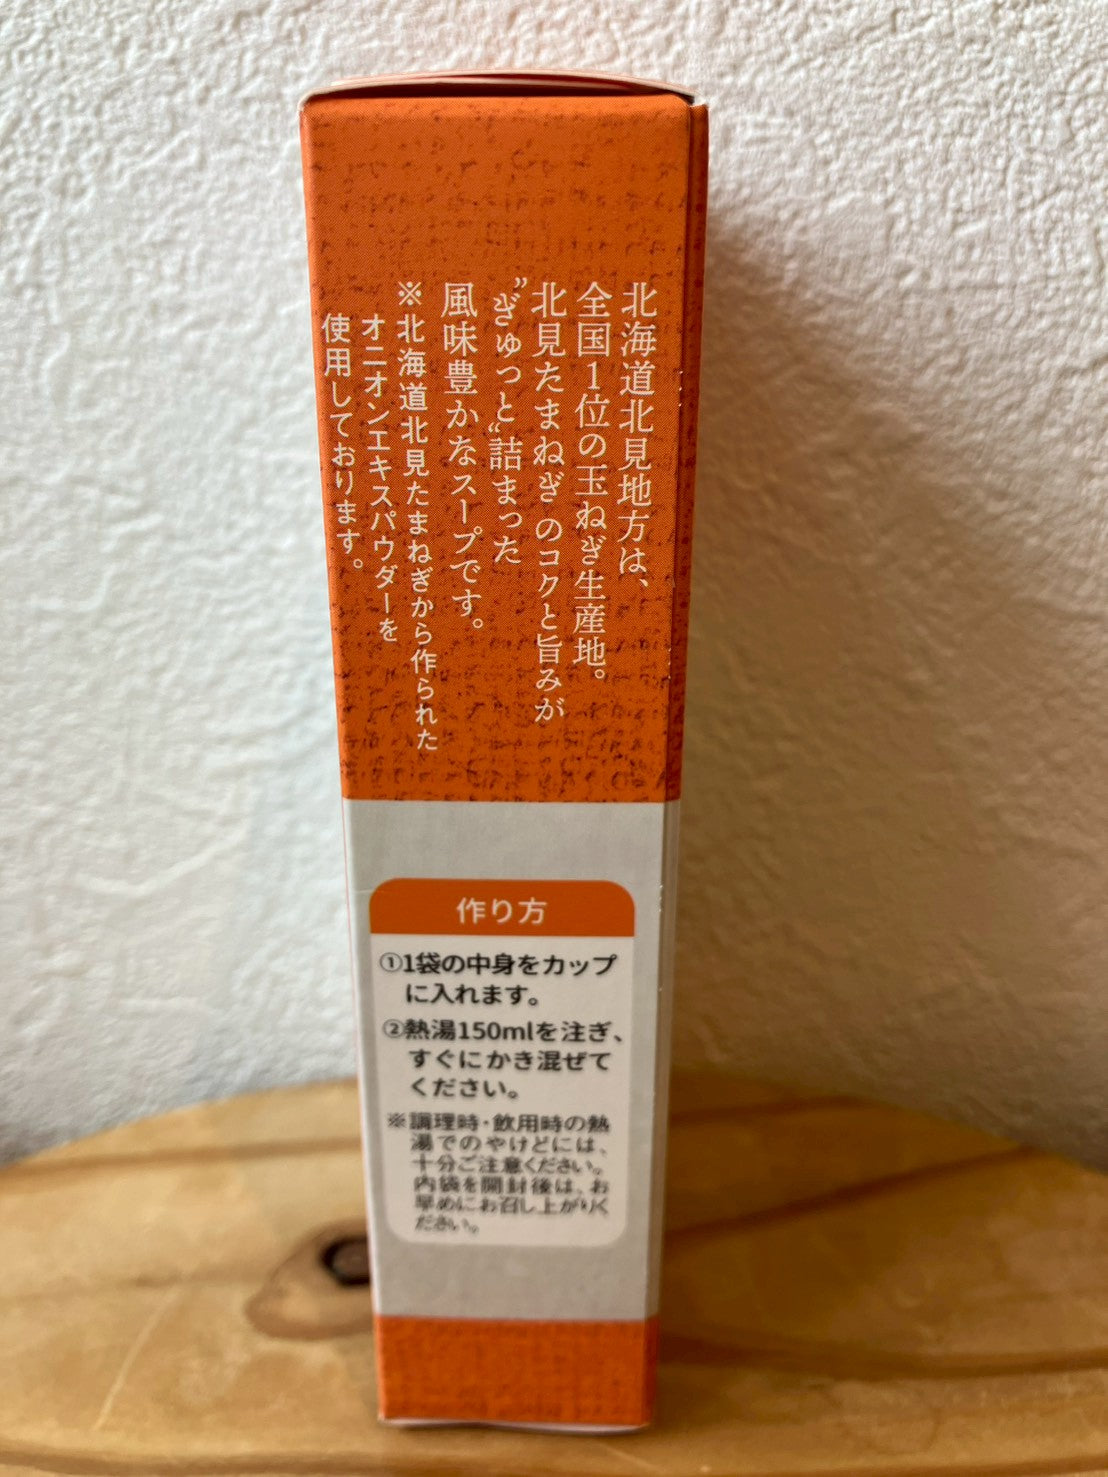 北海道北見地方は、
全国1位の玉ねぎ生産地。
北見たまねぎのコクと旨みが
"ぎゅっと"詰まった
風味豊かなスープです。
※北海道北見たまねぎから作られた
オニオンエキスパウダーを
使用しております。
作り方
①1袋の中身をカップ
に入れます。
②熱湯150mlを注ぎ、
すぐにかき混ぜて
ください。
※調理時・飲用時の熱
湯でのやけどには、
十分ご注意ください。
内袋を開封後は、お
早めにお召し上がりく
ださい。